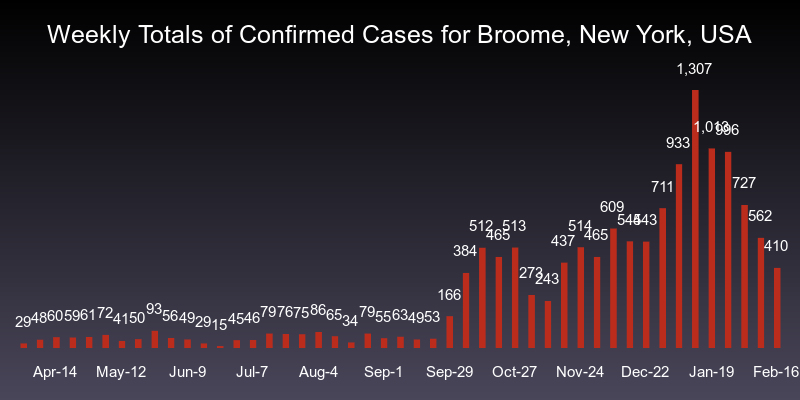 Weekly Totals of Confirmed Cases for Broome, New York, USA
29 48 60 59 61 72 41 50 93 56 49 29 15 45 46 79 76 75 86 65 34 79 55 63 49 53 166 384 512 465 513 273 243 437 514 465 609 543 711 933 1,307 1,013 996 727 562 410
Apr-14 May-12 Jun-9 Jul-7 Aug-4 Sep-1 Sep-29 Oct-27 Nov-24 Dec-22 Jan-19 Feb-16